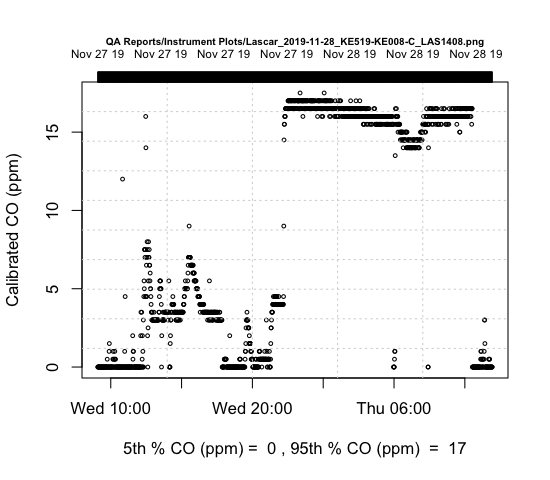 QA Reports/Instrument Plots/Lascar_2019-11-28_KE519-KE008-C_LAS1408.png
Nov 27 19 Nov 27 19 Nov 27 19 Nov 27 19 Nov 28 19 Nov 28 19 Nov 28 19
15
10
5
0
Calibrated CO (ppm)
Wed 10:00 Wed 20:00 Thu 06:00
5th % CO (ppm) = 0 , 95th % CO (ppm) = 17